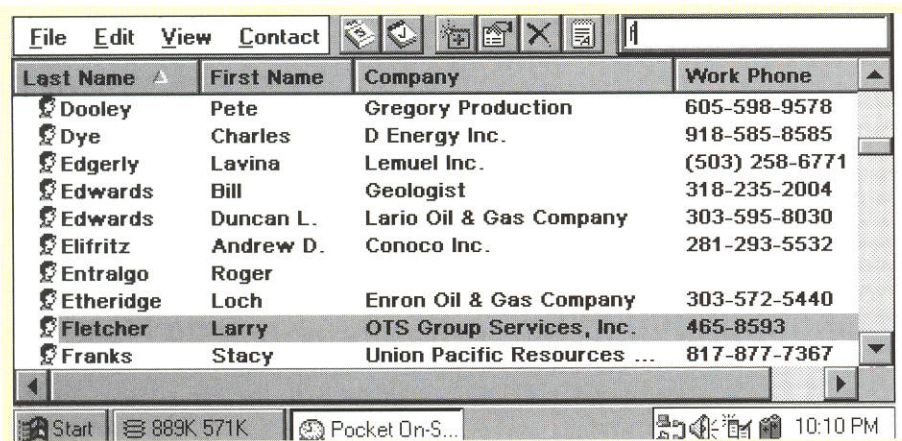 File Edit View Contact f
Last Name First Name Company Work Phone
Dooley Pete Gregory Production 605-598-9578
Dye Charles D Energy Inc. 918-585-8585
Edgerly Lavina Lemuel Inc. (503) 258-6771
Edwards Bill Geologist 318-235-2004
Edwards Duncan L. Lario Oil & Gas Company 303-595-8030
Elifritz Andrew D. Conoco Inc. 281-293-5532
Entralgo Roger
Etheridge Loch Enron Oil & Gas Company 303-572-5440
Fletcher Larry OTS Group Services, Inc. 465-8593
Franks Stacy Union Pacific Resources ... 817-877-7367
Start 889K 571K Pocket On-S... 10:10 PM